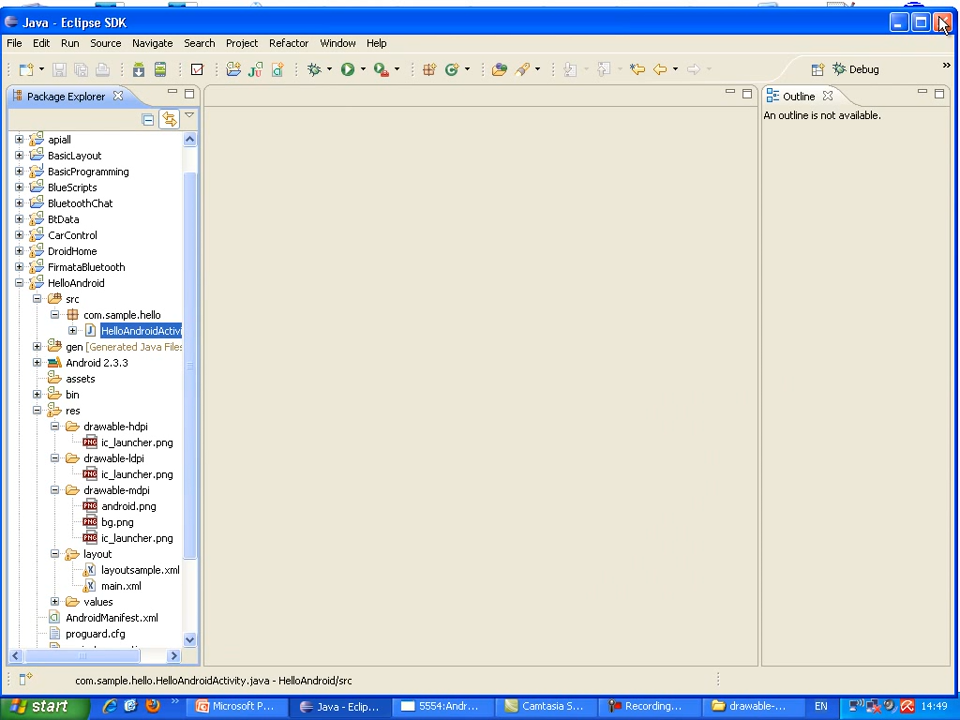 Java - Eclipse SDK
File Edit Run Source Navigate Search Project Refactor Window Help
Debug
Package Explorer
Outline
An outline is not available.
apiall
BasicLayout
BasicProgramming
BlueScripts
BluetoothChat
BtData
CarControl
DroidHome
FirmataBluetooth
HelloAndroid
src
com.sample.hello
HelloAndroidActivi
gen [Generated Java Files
Android 2.3.3
assets
bin
res
drawable-hdpi
ic_launcher.png
drawable-ldpi
ic_launcher.png
drawable-mdpi
android.png
bg.png
ic_launcher.png
layout
layoutsample.xml
main.xml
values
AndroidManifest.xml
proguard.cfg
com.sample.hello.HelloAndroidActivity.java - HelloAndroid/src
start Microsoft P... Java - Eclip... 5554:Andr... Camtasia S... Recording... drawable-... EN 14:49